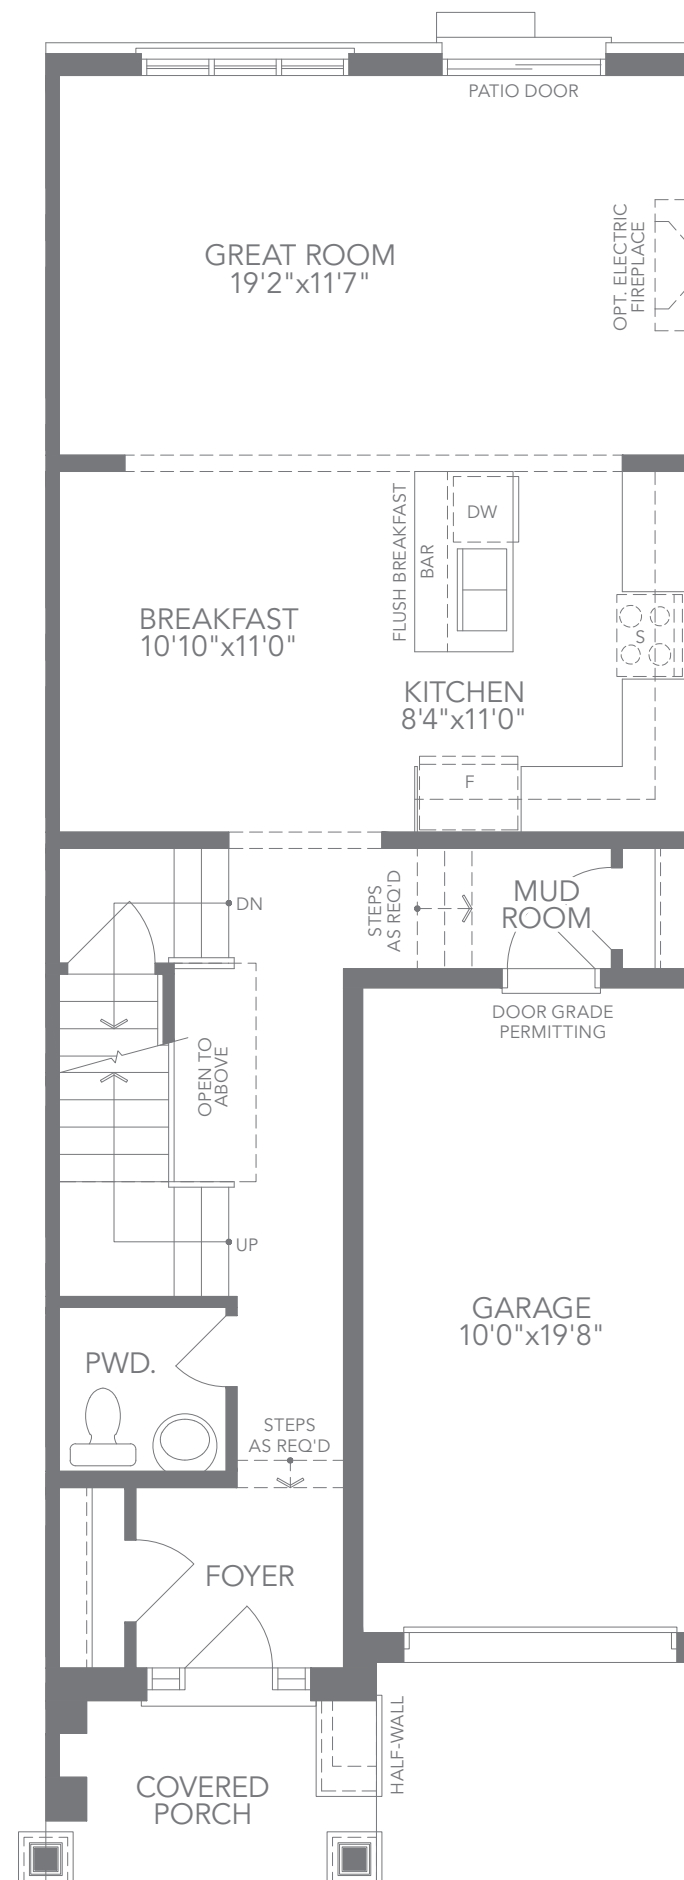 PATIO DOOR
GREAT ROOM
19'2"x11'7"
OPT. ELECTRIC
FIREPLACE
FLUSH BREAKFAST
BAR
DW
BREAKFAST
10'10"x11'0"
S
KITCHEN
8'4"x11'0"
F
DN
STEPS
AS REQ'D
MUD
ROOM
DOOR GRADE
PERMITTING
OPEN TO
ABOVE
UP
GARAGE
10'0"x19'8"
PWD.
STEPS
AS REQ'D
FOYER
HALF-WALL
COVERED
PORCH